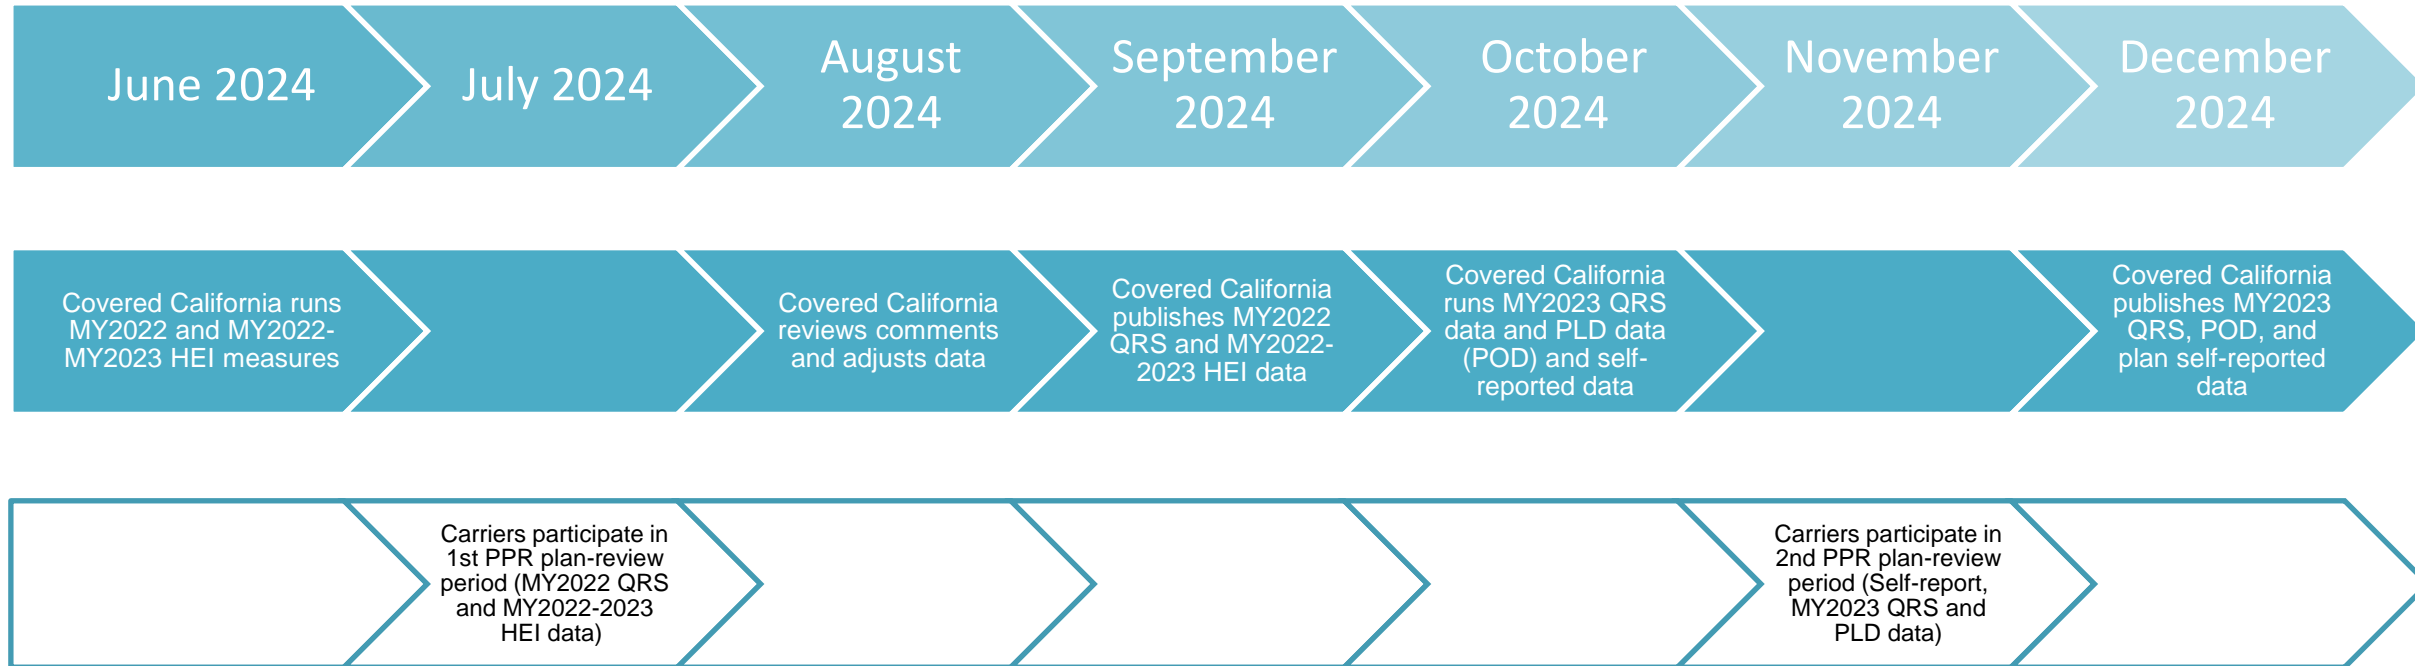 June 2024
July 2024
August
2024
September
2024
October
2024
November
2024
December
2024
Covered California runs
MY2022 and MY2022-
MY2023 HEI measures
Covered California
reviews comments
and adjusts data
Covered California
publishes MY2022
QRS and MY2022-
2023 HEI data
Covered California
runs MY2023 QRS
data and PLD data
(POD) and self-
reported data
Covered California
publishes MY2023
QRS, POD, and
plan self-reported
data
Carriers participate in
1st PPR plan-review
period (MY2022 QRS
and MY2022-2023
HEI data)
Carriers participate in
2nd PPR plan-review
period (Self-report,
MY2023 QRS and
PLD data)